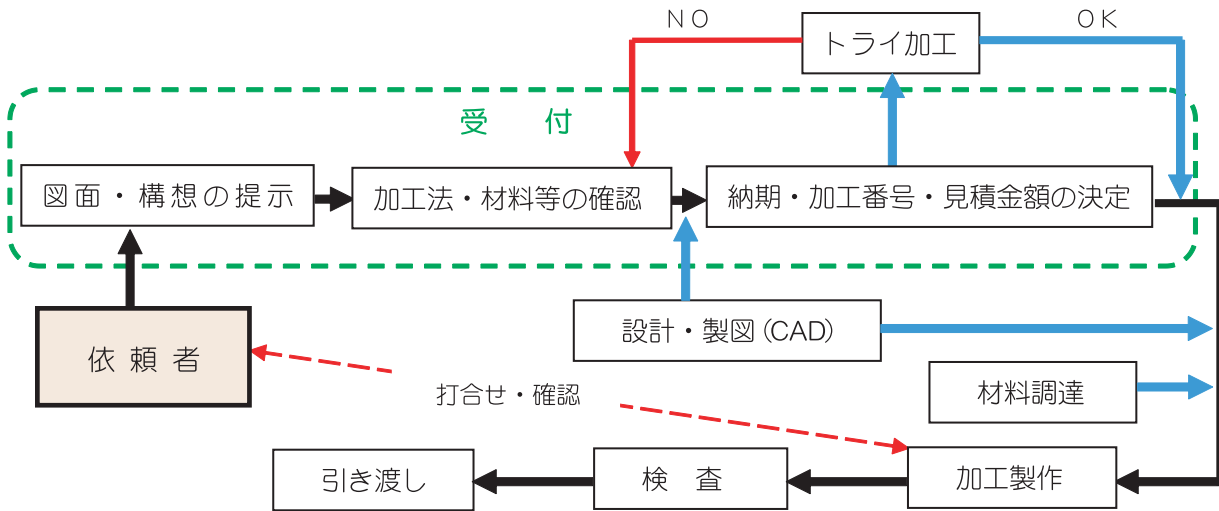 NO
トライ加工
OK
受　付
図面・構想の提示
加工法・材料等の確認
納期・加工番号・見積金額の決定
設計・製図(CAD)
依頼者
打合せ・確認
材料調達
引き渡し
検　査
加工製作